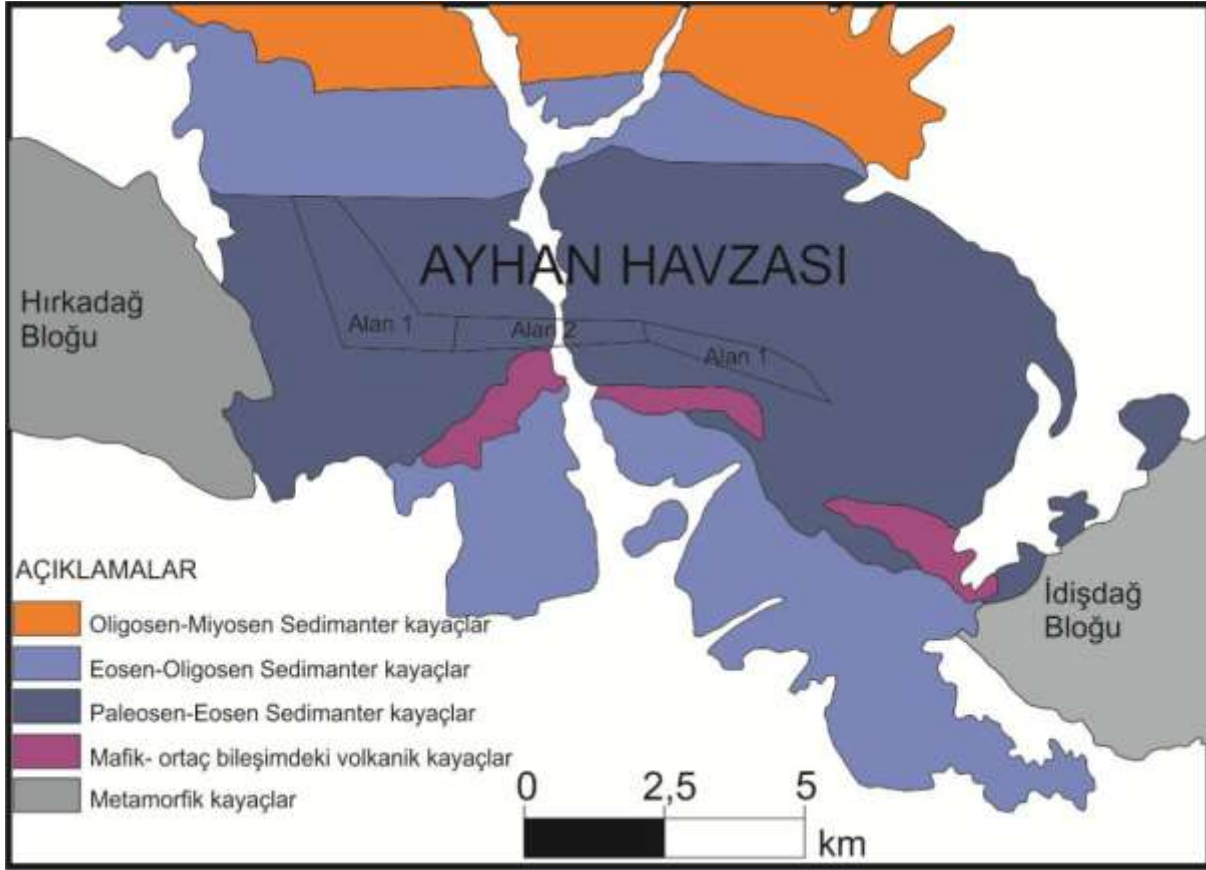 AYHAN HAVZASI
Hırkadağ
Bloğu
Alan 1
Alan 2
Alan 1
AÇIKLAMALAR
Oligosen-Miyosen Sedimanter kayaçlar
Eosen-Oligosen Sedimanter kayaçlar
Paleosen-Eosen Sedimanter kayaçlar
Mafik- ortaç bileşimdeki volkanik kayaçlar
Metamorfik kayaçlar
İdişdağ
Bloğu
0 2,5 5
km